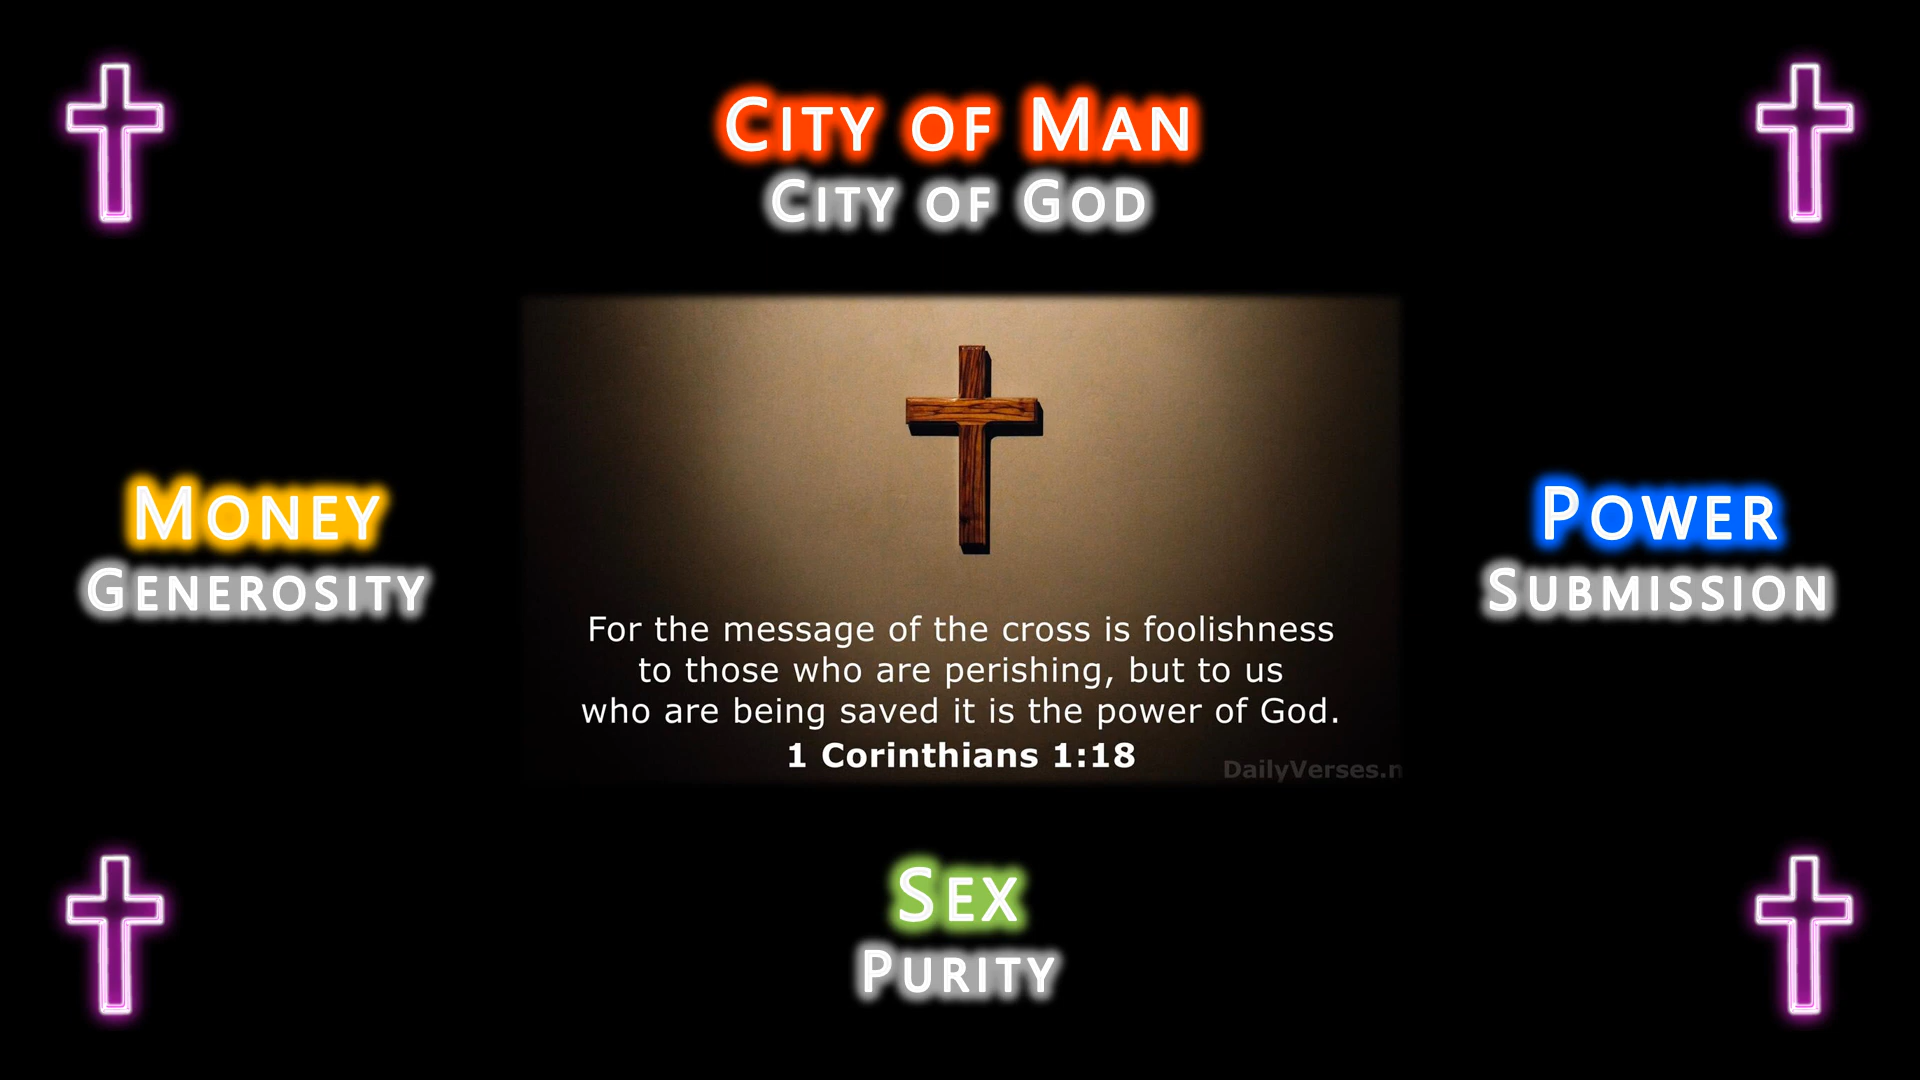 City of Man
City of God
Money
Generosity
Power
Submission
For the message of the cross is foolishness
to those who are perishing, but to us
who are being saved it is the power of God.
1 Corinthians 1:18
DailyVerses.n
Sex
Purity